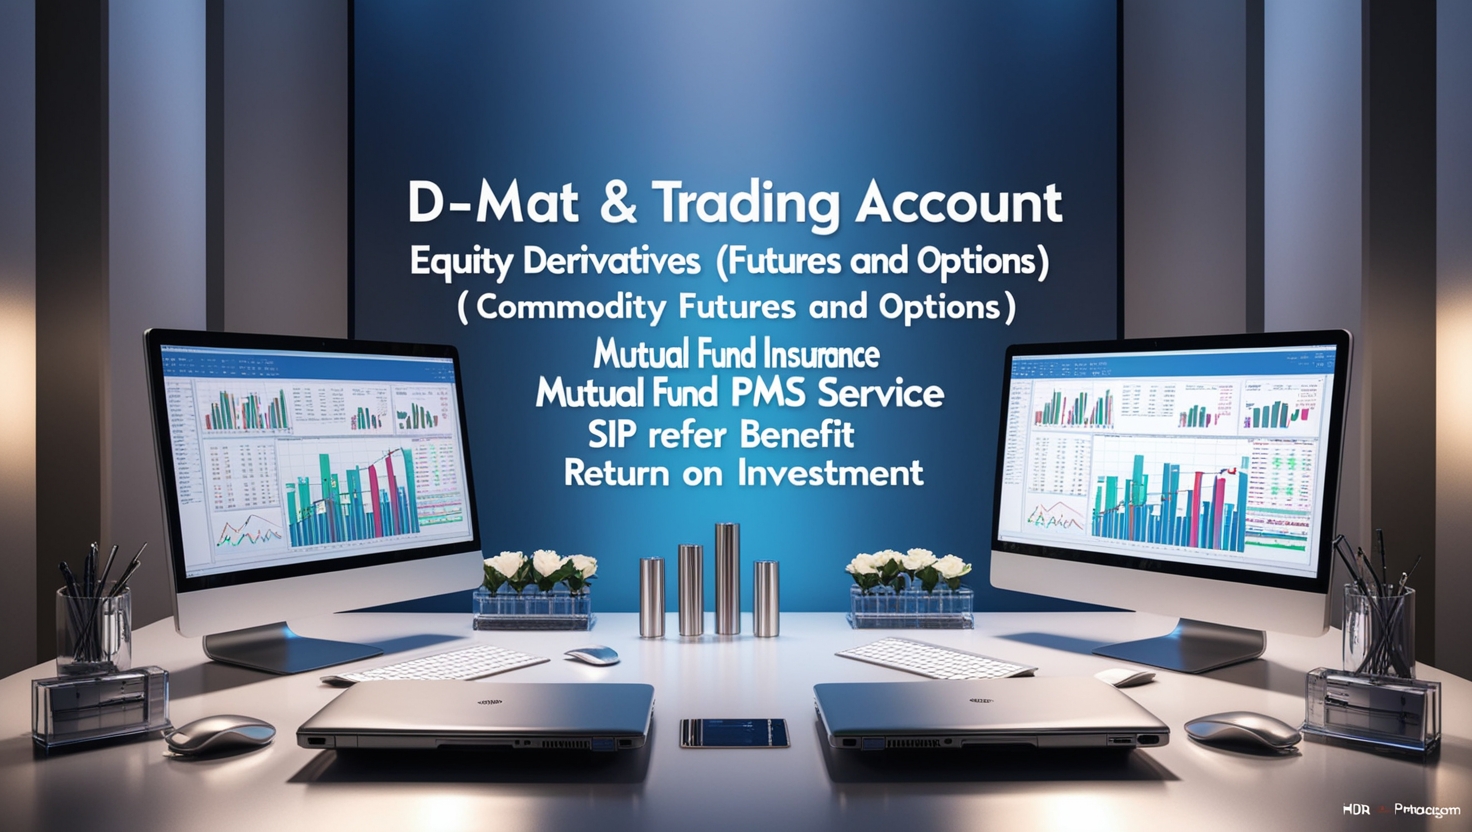 D-Mat & Trading Account
Equity Derivatives (Futures and Options)
(Commodity Futures and Options)
Mutual Fund Insurance
Mutual Fund PMS Service
SIP refer Benefit
Return on Investment
HDR